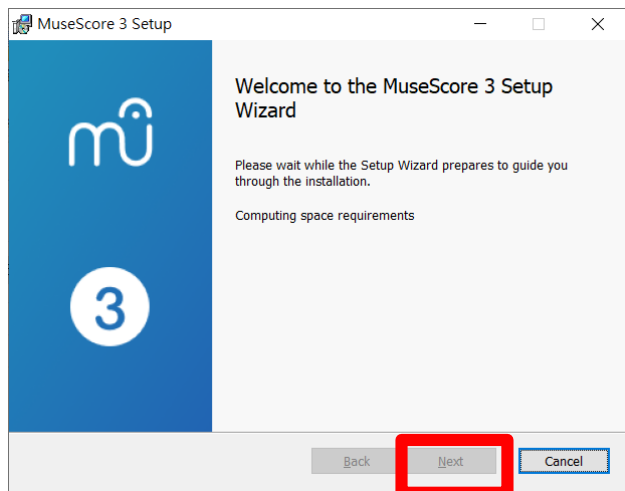 MuseScore 3 Setup
Welcome to the MuseScore 3 Setup
Wizard
mû
Please wait while the Setup Wizard prepares to guide you
through the installation.
Computing space requirements
3
Back
Next
Cancel